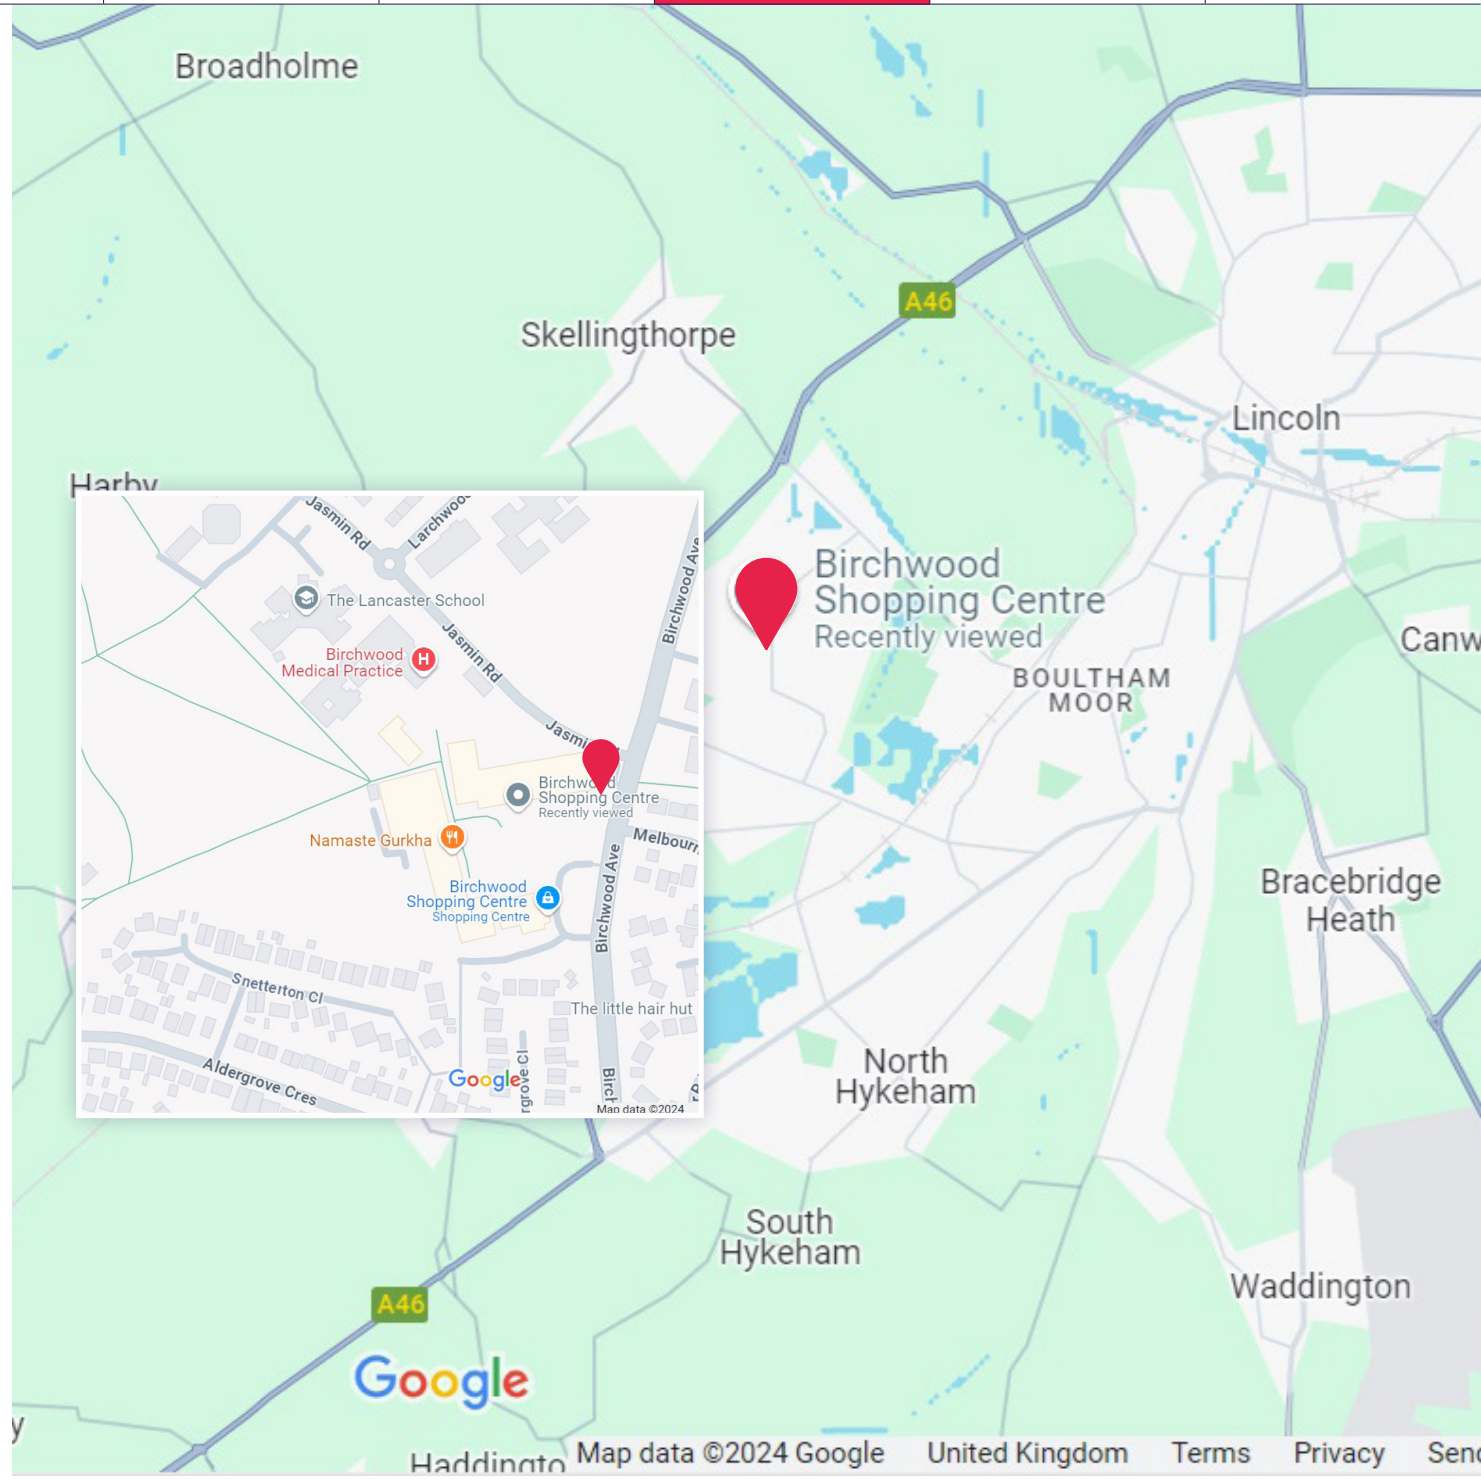 Broadholme
A46
Skellingthorpe
Lincoln
Harby
Birchwood
Shopping Centre
Recently viewed
BOULTHAM
MOOR
Bracebridge
Heath
North
Hykeham
South
Hykeham
Waddington
A46
Google
Map data ©2024 Google United Kingdom Terms Privacy
Jasmin Rd
Birchwood Ave
The Lancaster School
Birchwood
Medical Practice
H
Jasmin Rd
Birchwood
Shopping Centre
Recently viewed
Namaste Gurkha
Birchwood
Shopping Centre
Shopping Centre
Birchwood Ave
Snetterton Cl
The little hair hut
Aldergrove Cres
Google
Map data ©2024